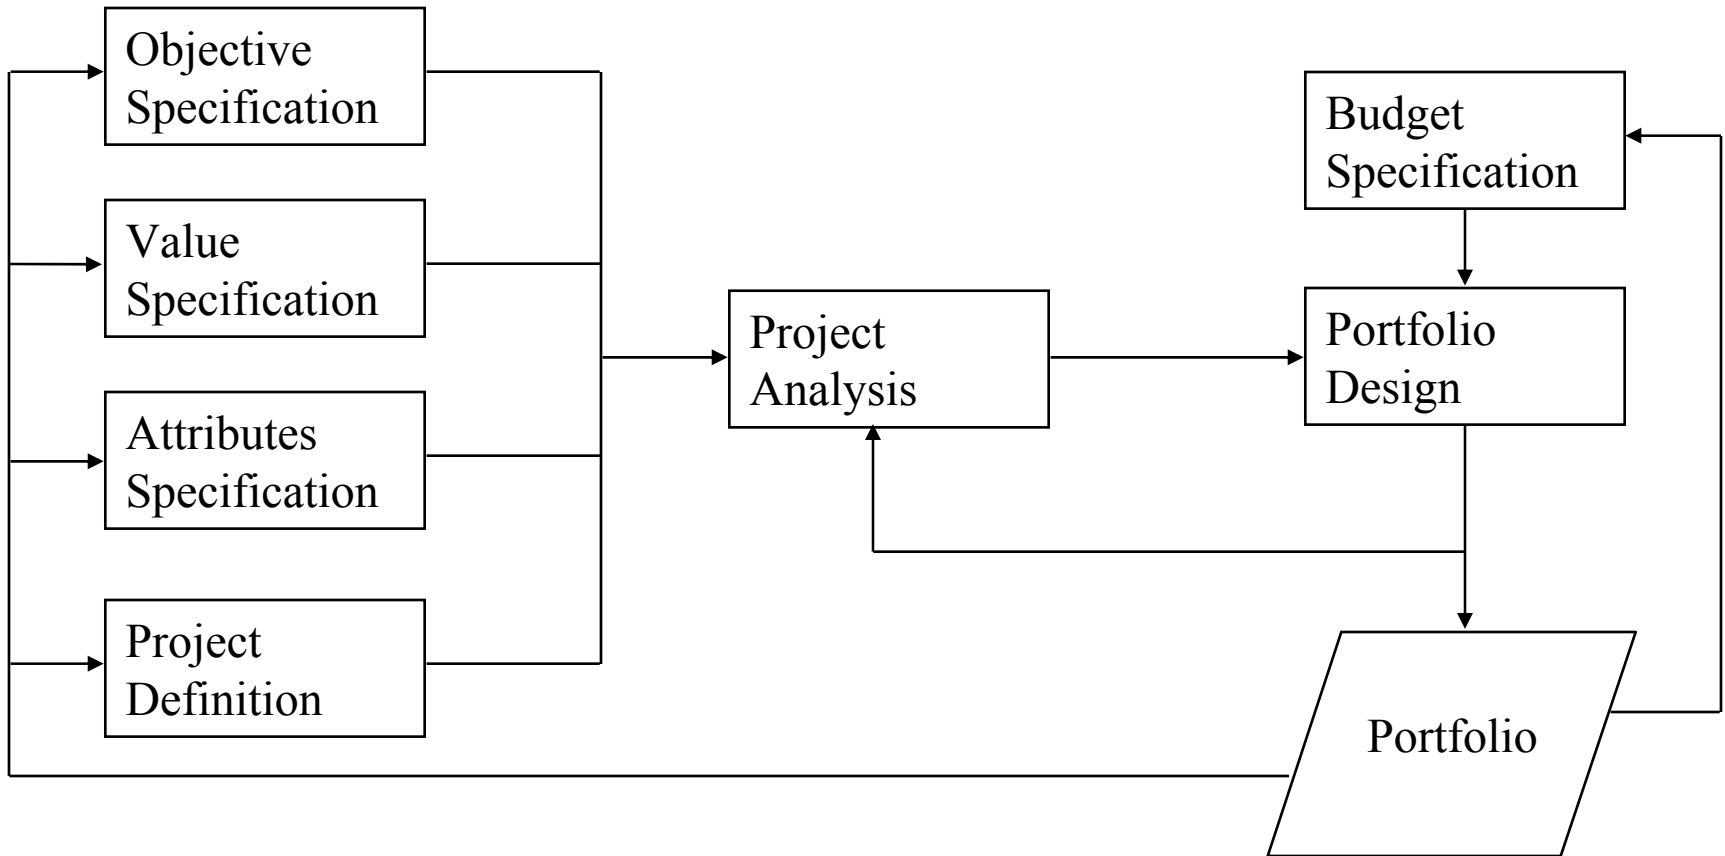 Objective
Specification
Value
Specification
Attributes
Specification
Project
Definition
Project
Analysis
Budget
Specification
Portfolio
Design
Portfolio